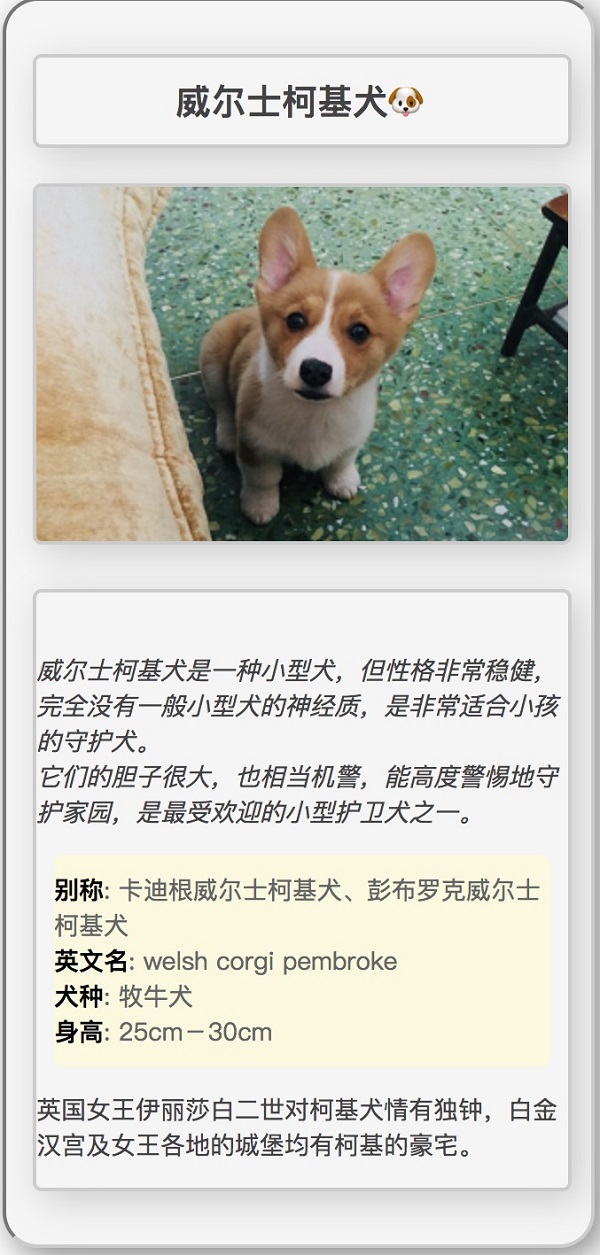 威尔士柯基犬🐶
威尔士柯基犬是一种小型犬，但性格非常稳健，
完全没有一般小型犬的神经质，是非常适合小孩
的守护犬。
它们的胆子很大，也相当机警，能高度警惕地守
护家园，是最受欢迎的小型护卫犬之一。
别称: 卡迪根威尔士柯基犬、彭布罗克威尔士
柯基犬
英文名: welsh corgi pembroke
犬种: 牧牛犬
身高: 25cm－30cm
英国女王伊丽莎白二世对柯基犬情有独钟，白金
汉宫及女王各地的城堡均有柯基的豪宅。